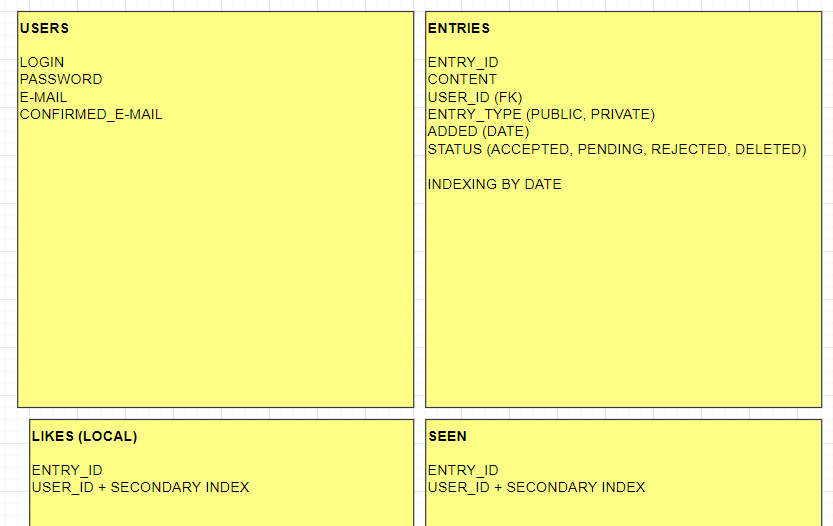 USERS
LOGIN
PASSWORD
E-MAIL
CONFIRMED_E-MAIL
ENTRIES
ENTRY_ID
CONTENT
USER_ID (FK)
ENTRY_TYPE (PUBLIC, PRIVATE)
ADDED (DATE)
STATUS (ACCEPTED, PENDING, REJECTED, DELETED)
INDEXING BY DATE
LIKES (LOCAL)
ENTRY_ID
USER_ID + SECONDARY INDEX
SEEN
ENTRY_ID
USER_ID + SECONDARY INDEX